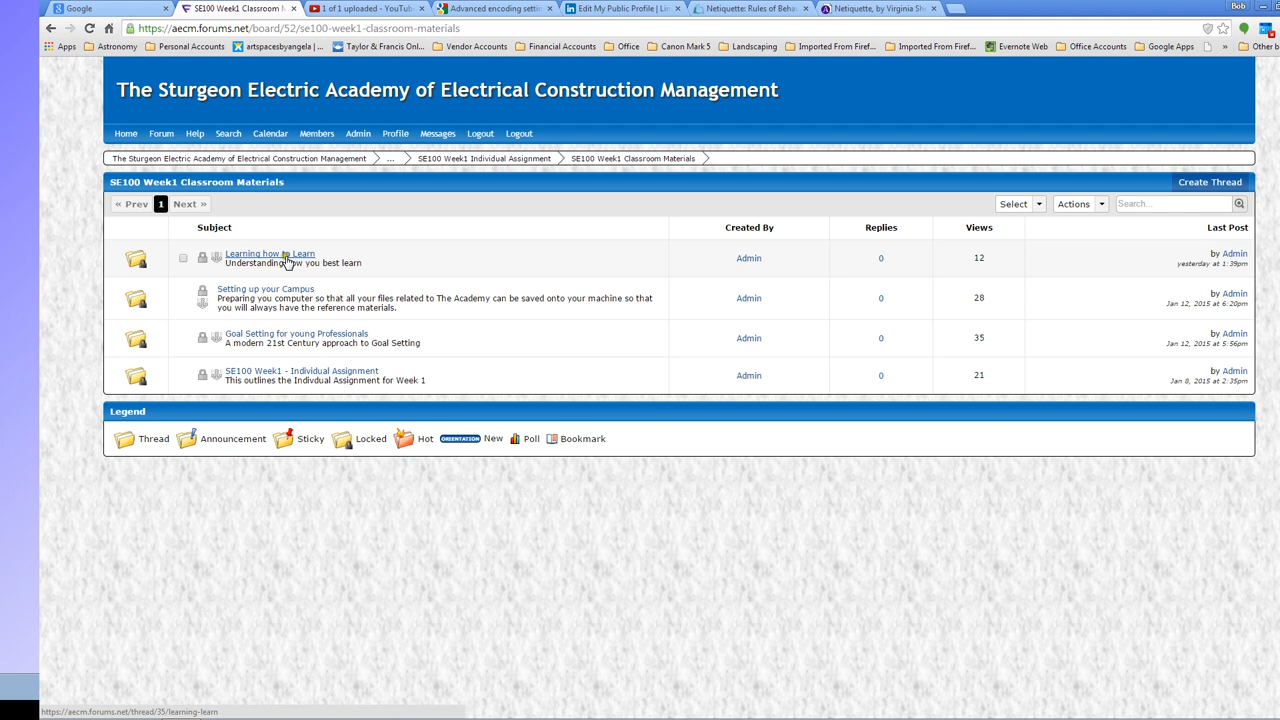 Google
SE100 Week1 Classroom M
1 of 1 uploaded - YouTub
Advanced encoding settin
Edit My Public Profile | Lin
Netiquette: Rules of Behav
Netiquette, by Virginia Sh
Bob
https://aecm.forums.net/board/52/se100-week1-classroom-materials
Apps Astronomy Personal Accounts artspacesbyangela |... Taylor & Francis Onl... Vendor Accounts Financial Accounts Office Canon Mark 5 Landscaping Imported From Firef... Imported From Firef... Evernote Web Office Accounts Google Apps » Other b
The Sturgeon Electric Academy of Electrical Construction Management
Home Forum Help Search Calendar Members Admin Profile Messages Logout Logout
The Sturgeon Electric Academy of Electrical Construction Management ... SE100 Week1 Individual Assignment SE100 Week1 Classroom Materials
SE100 Week1 Classroom Materials Create Thread
« Prev 1 Next » Select Actions Search...
Subject Created By Replies Views Last Post
Learning how to Learn
Understanding how you best learn
Admin 0 12
by Admin
yesterday at 1:39pm
Setting up your Campus
Preparing you computer so that all your files related to The Academy can be saved onto your machine so that
you will always have the reference materials.
Admin 0 28
by Admin
Jan 12, 2015 at 6:20pm
Goal Setting for young Professionals
A modern 21st Century approach to Goal Setting
Admin 0 35
by Admin
Jan 12, 2015 at 5:56pm
SE100 Week1 - Individual Assignment
This outlines the Indivdual Assignment for Week 1
Admin 0 21
by Admin
Jan 8, 2015 at 2:35pm
Legend
Thread Announcement Sticky Locked Hot ORIENTATION New Poll Bookmark
https://aecm.forums.net/thread/35/learning-learn